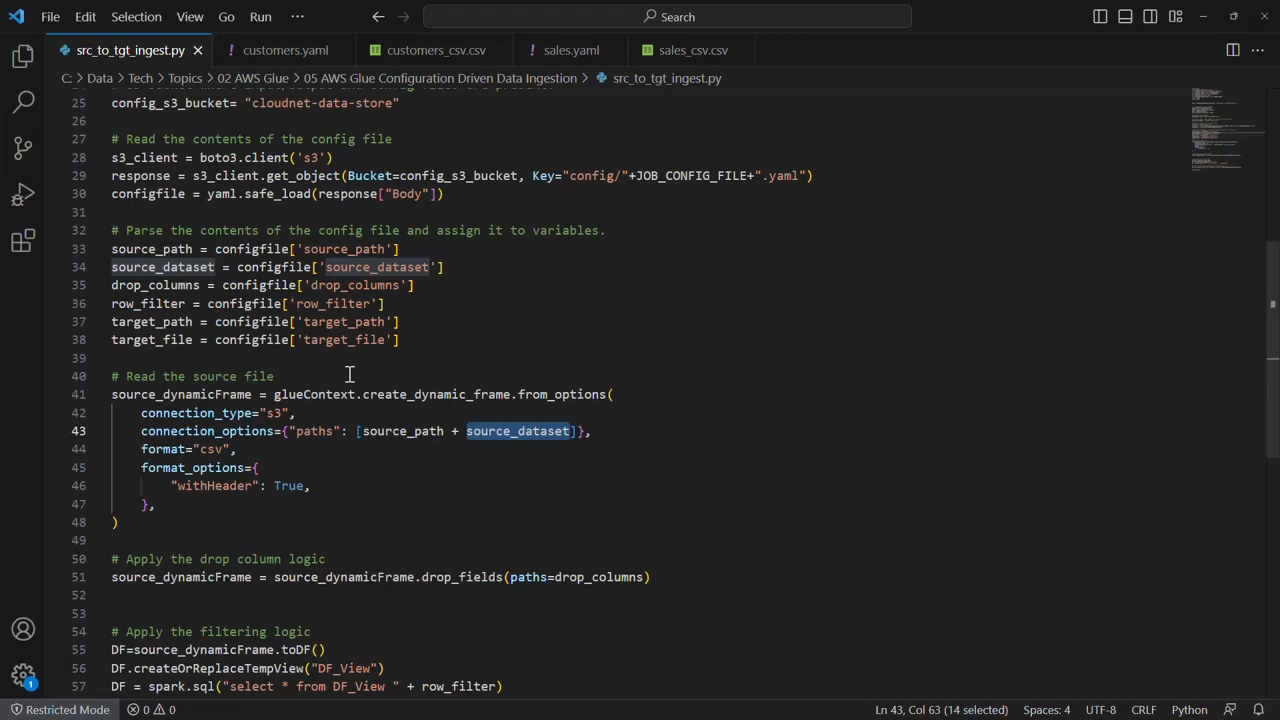 File Edit Selection View Go Run ··· Search
src_to_tgt_ingest.py customers.yaml customers_csv.csv sales.yaml sales_csv.csv
C: > Data > Tech > Topics > 02 AWS Glue > 05 AWS Glue Configuration Driven Data Ingestion > src_to_tgt_ingest.py
25 config_s3_bucket= "cloudnet-data-store"
26
27 # Read the contents of the config file
28 s3_client = boto3.client('s3')
29 response = s3_client.get_object(Bucket=config_s3_bucket, Key="config/"+JOB_CONFIG_FILE+".yaml")
30 configfile = yaml.safe_load(response["Body"])
31
32 # Parse the contents of the config file and assign it to variables.
33 source_path = configfile['source_path']
34 source_dataset = configfile['source_dataset']
35 drop_columns = configfile['drop_columns']
36 row_filter = configfile['row_filter']
37 target_path = configfile['target_path']
38 target_file = configfile['target_file']
39
40 # Read the source file
41 source_dynamicFrame = glueContext.create_dynamic_frame.from_options(
42 connection_type="s3",
43 connection_options={"paths": [source_path + source_dataset]},
44 format="csv",
45 format_options={
46 "withHeader": True,
47 },
48 )
49
50 # Apply the drop column logic
51 source_dynamicFrame = source_dynamicFrame.drop_fields(paths=drop_columns)
52
53
54 # Apply the filtering logic
55 DF=source_dynamicFrame.toDF()
56 DF.createOrReplaceTempView("DF_View")
57 DF = spark.sql("select * from DF_View " + row_filter)
1
Restricted Mode 0 0 Ln 43, Col 63 (14 selected) Spaces: 4 UTF-8 CRLF Python